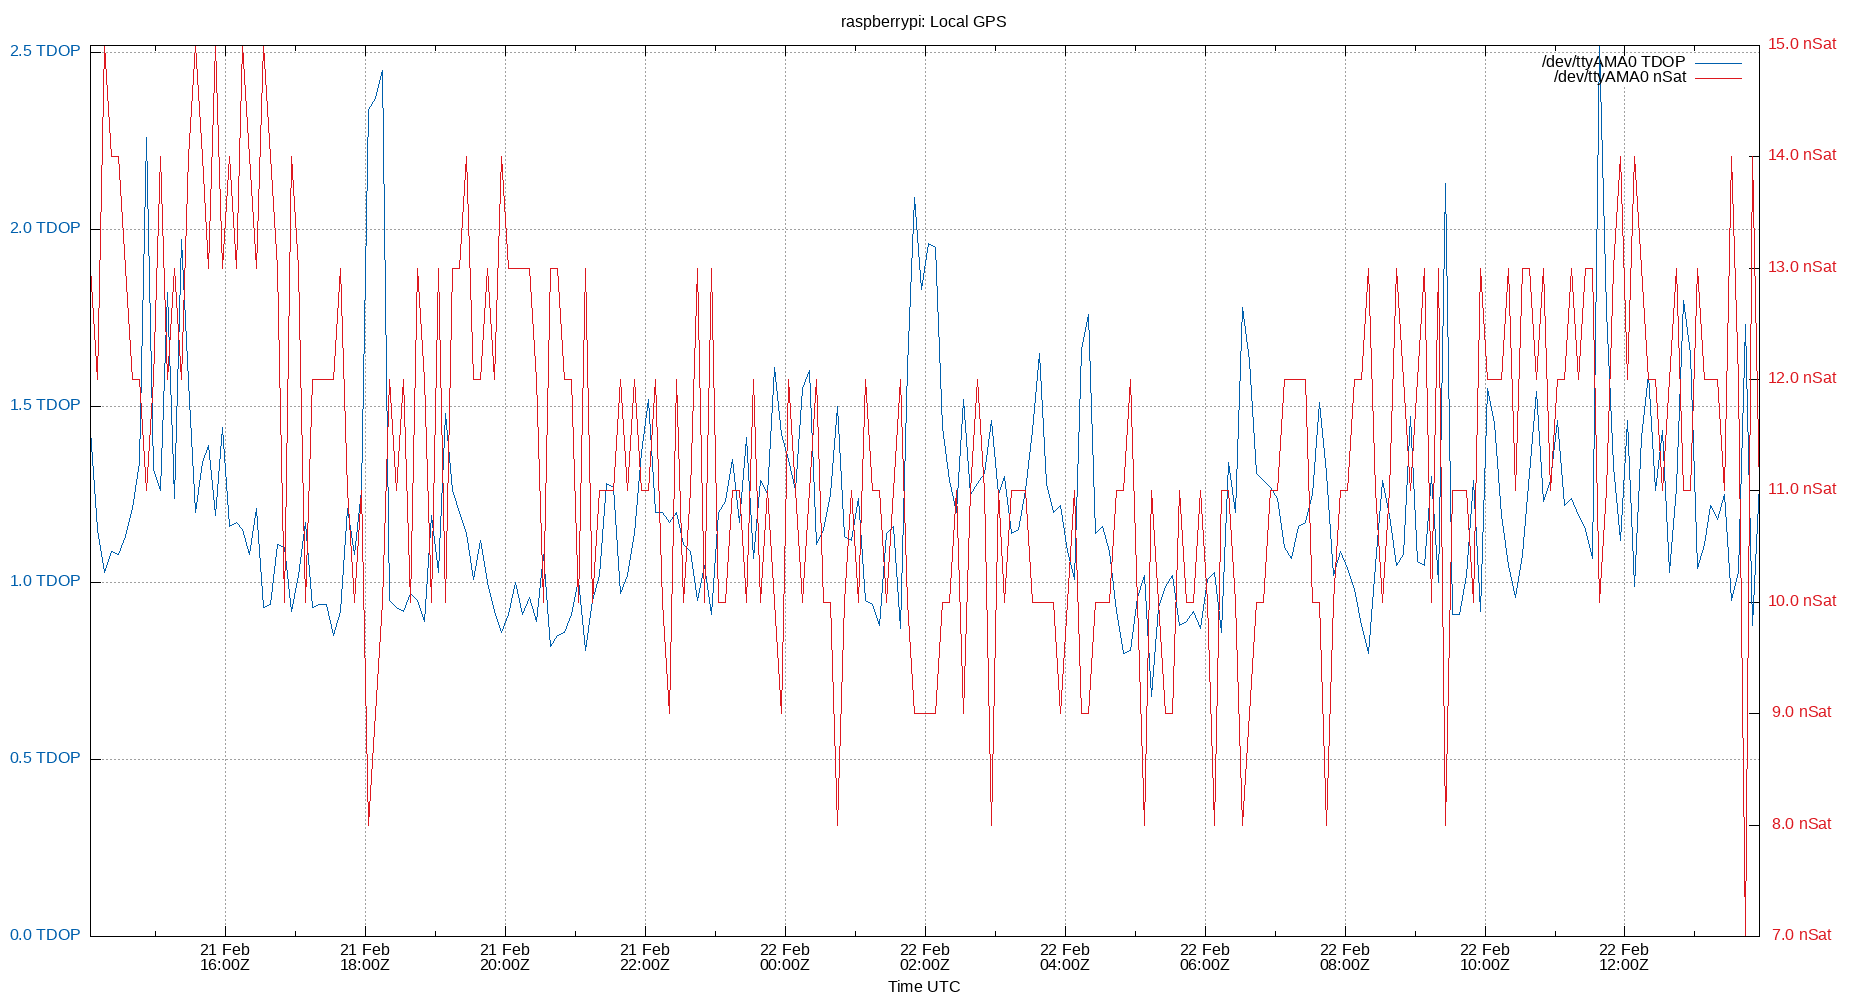 raspberrypi: Local GPS
2.5 TDOP
2.0 TDOP
1.5 TDOP
1.0 TDOP
0.5 TDOP
0.0 TDOP
/dev/ttyAMA0 TDOP
/dev/ttyAMA0 nSat
15.0 nSat
14.0 nSat
13.0 nSat
12.0 nSat
11.0 nSat
10.0 nSat
9.0 nSat
8.0 nSat
7.0 nSat
21 Feb
16:00Z
21 Feb
18:00Z
21 Feb
20:00Z
21 Feb
22:00Z
22 Feb
00:00Z
22 Feb
02:00Z
22 Feb
04:00Z
22 Feb
06:00Z
22 Feb
08:00Z
22 Feb
10:00Z
22 Feb
12:00Z
Time UTC